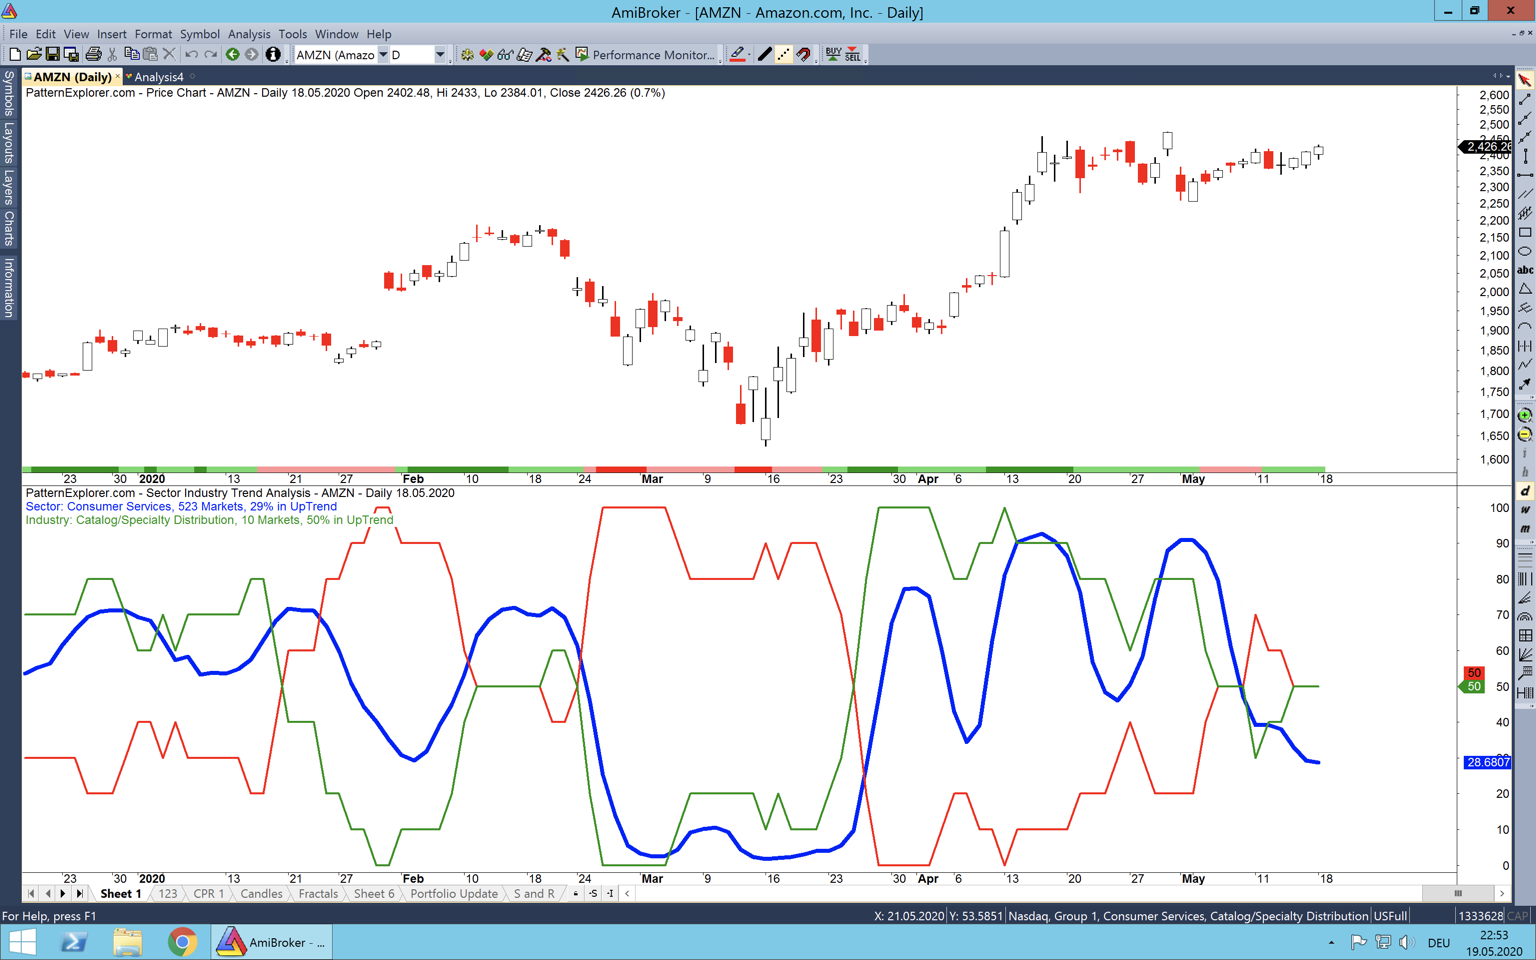 AmiBroker - [AMZN - Amazon.com, Inc. - Daily]
File Edit View Insert Format Symbol Analysis Tools Window Help
AMZN (Amazo D Performance Monitor... BUY SELL
AMZN (Daily) Analysis4
Symbols
Layouts
Layers
Charts
Information
PatternExplorer.com - Price Chart - AMZN - Daily 18.05.2020 Open 2402.48, Hi 2433, Lo 2384.01, Close 2426.26 (0.7%)
2,600
2,550
2,500
2,450
2,426.26
2,400
2,350
2,300
2,250
2,200
2,150
2,100
2,050
2,000
1,950
1,900
1,850
1,800
1,750
1,700
1,650
1,600
abc
i
h
d
w
m
23 30 2020 13 21 27 Feb 10 18 24 Mar 9 16 23 30 Apr 6 13 20 27 May 11 18
PatternExplorer.com - Sector Industry Trend Analysis - AMZN - Daily 18.05.2020
Sector: Consumer Services, 523 Markets, 29% in UpTrend
Industry: Catalog/Specialty Distribution, 10 Markets, 50% in UpTrend
100
90
80
70
60
50
50
50
40
30
28.6807
20
10
0
23 30 2020 13 21 27 Feb 10 18 24 Mar 9 16 23 30 Apr 6 13 20 27 May 11 18
Sheet 1 123 CPR 1 Candles Fractals Sheet 6 Portfolio Update S and R -S -I
For Help, press F1 X: 21.05.2020 Y: 53.5851 Nasdaq, Group 1, Consumer Services, Catalog/Specialty Distribution USFull 1333628 CAP
AmiBroker - ... DEU 22:53
19.05.2020